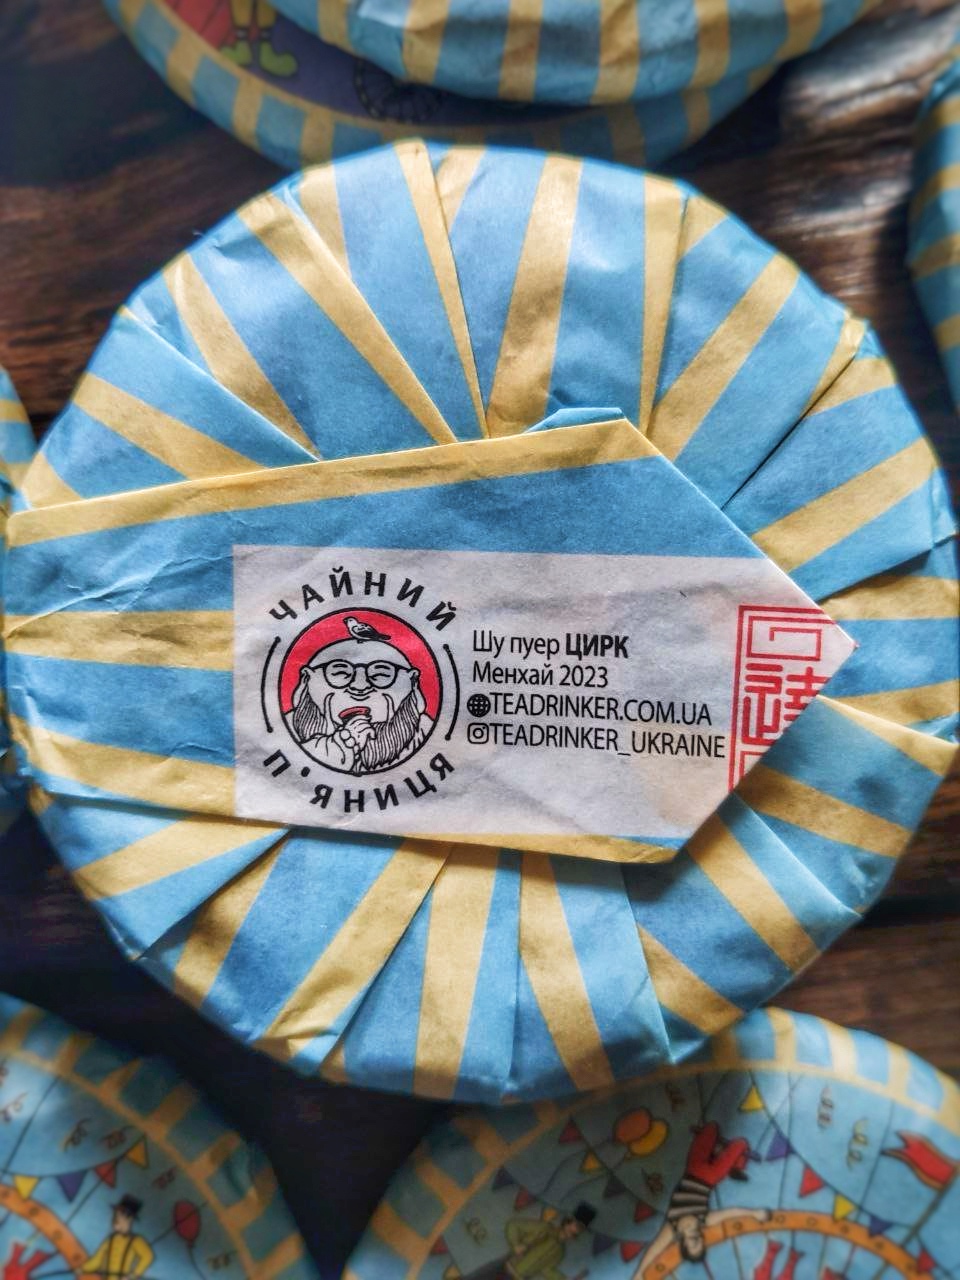 ЧАЙНИЙ
П'ЯНИЦЯ
Шу пуер ЦИРК
Менхай 2023
TEADRINKER.COM.UA
TEADRINKER_UKRAINE